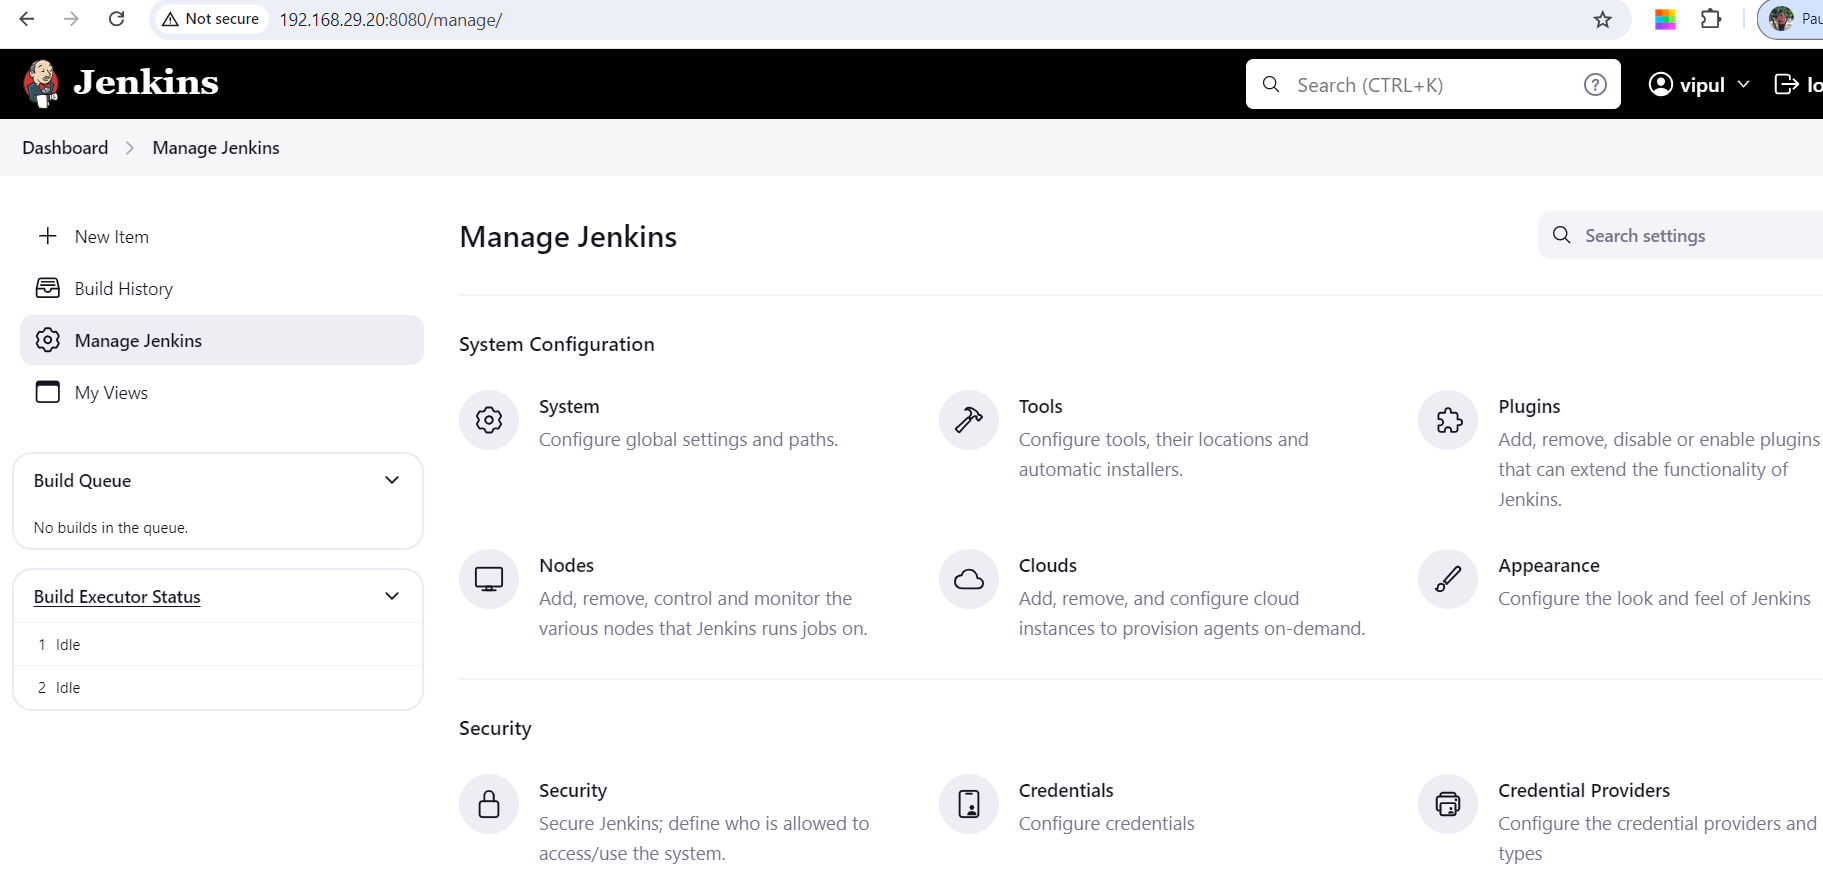 Not secure 192.168.29.20:8080/manage/
Jenkins
Search (CTRL+K)
vipul
Dashboard > Manage Jenkins
New Item
Build History
Manage Jenkins
My Views
Build Queue
No builds in the queue.
Build Executor Status
1 Idle
2 Idle
Manage Jenkins
Search settings
System Configuration
System
Configure global settings and paths.
Tools
Configure tools, their locations and
automatic installers.
Plugins
Add, remove, disable or enable plugins
that can extend the functionality of
Jenkins.
Nodes
Add, remove, control and monitor the
various nodes that Jenkins runs jobs on.
Clouds
Add, remove, and configure cloud
instances to provision agents on-demand.
Appearance
Configure the look and feel of Jenkins
Security
Security
Secure Jenkins; define who is allowed to
access/use the system.
Credentials
Configure credentials
Credential Providers
Configure the credential providers and
types